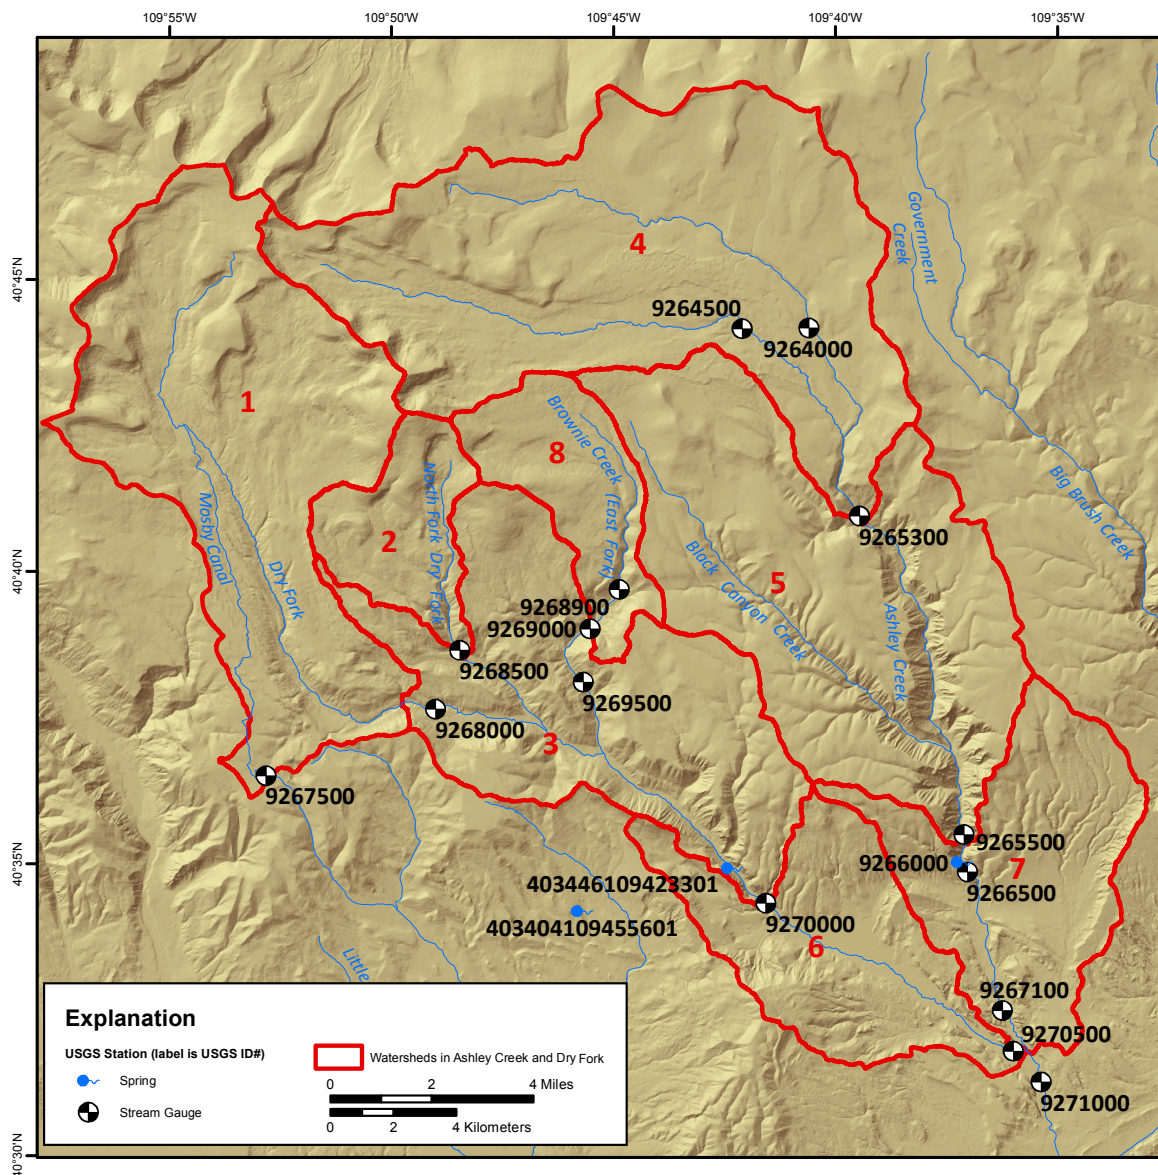 109°55'W
109°50'W
109°45'W
109°40'W
109°35'W
40°45'N
40°40'N
40°35'N
40°30'N
Government
Creek
4
9264500
9264000
1
Brownie Creek (East Fork)
8
North Fork Dry Fork
Mosby Canal
Dry Fork
2
Big Brush Creek
9265300
Black Canyon Creek
5
Ashley Creek
9268900
9269000
9268500
9269500
9268000
3
9267500
9265500
9266000
7
9266500
403446109423301
403404109455601
9270000
6
Little
9267100
9270500
9271000
Explanation
USGS Station (label is USGS ID#)
Spring
Stream Gauge
Watersheds in Ashley Creek and Dry Fork
0 2 4 Miles
0 2 4 Kilometers